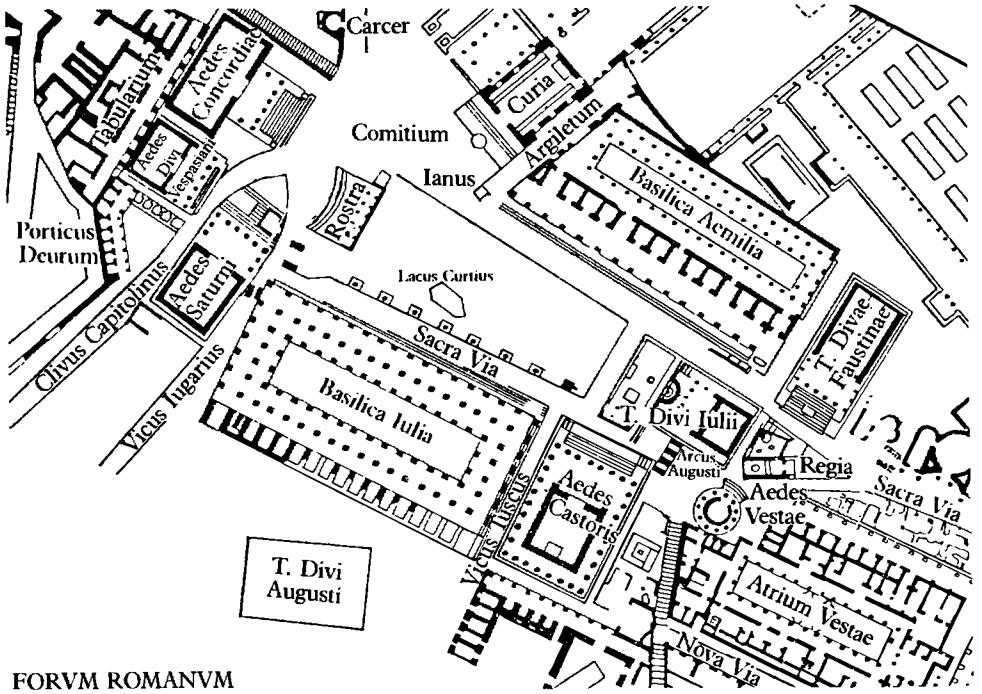 Carcer
Tabularium
Aedes
Concordiae
Curia
Argiletum
Comitium
Aedes
Divi
Vespasiani
Ianus
Basilica Aemilia
Rostra
Porticus
Deurum
Aedes
Saturni
Lacus Curtius
Clivus Capitolinus
Sacra Via
T. Divae
Faustinae
Vicus Iugarius
Basilica Iulia
T. Divi Iulii
Arcus
Augusti
Regia
Aedes
Castoris
Aedes
Vestae
Sacra Via
Vicus Tuscus
T. Divi
Augusti
Atrium Vestae
Nova Via
FORVM ROMANVM